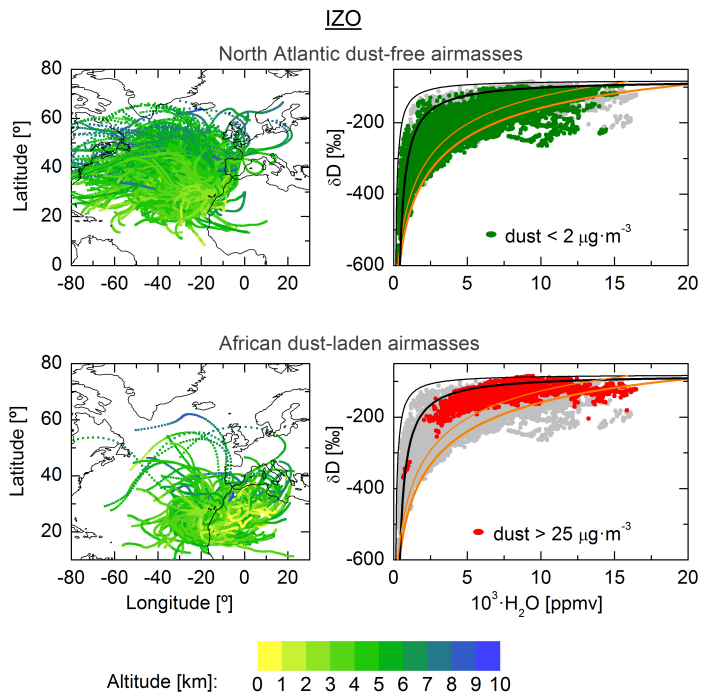 IZO
North Atlantic dust-free airmasses
80
60
40
20
0
Latitude [º]
-80 -60 -40 -20 0 20
-200
-400
-600
δD [‰]
0 5 10 15 20
dust < 2 μg·m⁻³
African dust-laden airmasses
80
60
40
20
Latitude [º]
-80 -60 -40 -20 0 20
Longitude [º]
-200
-400
-600
δD [‰]
0 5 10 15 20
10³·H₂O [ppmv]
dust > 25 μg·m⁻³
Altitude [km]:
0 1 2 3 4 5 6 7 8 9 10